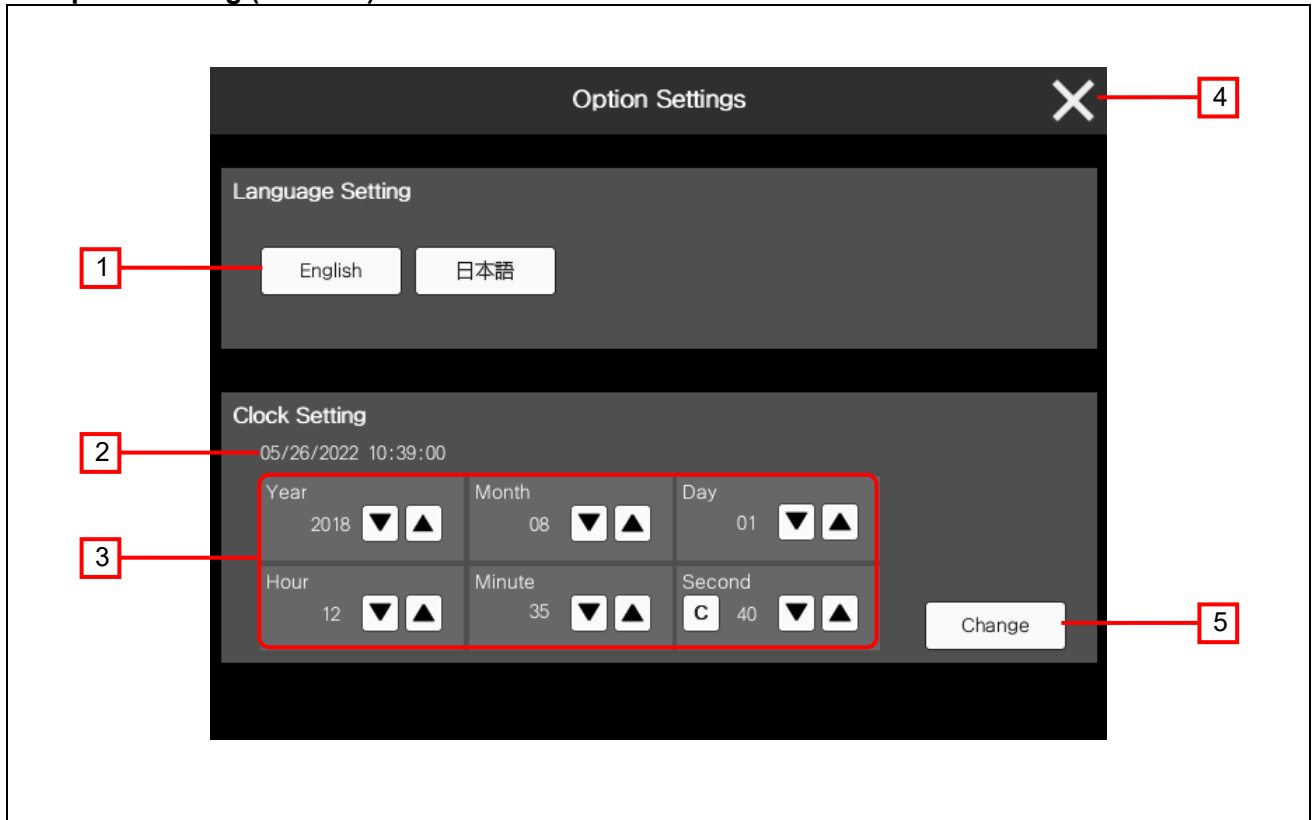 Option Settings
4
Language Setting
1
English 日本語
Clock Setting
2
05/26/2022 10:39:00
Year Month Day
2018 ▼ ▲ 08 ▼ ▲ 01 ▼ ▲
3
Hour Minute Second
12 ▼ ▲ 35 ▼ ▲ C 40 ▼ ▲
Change
5